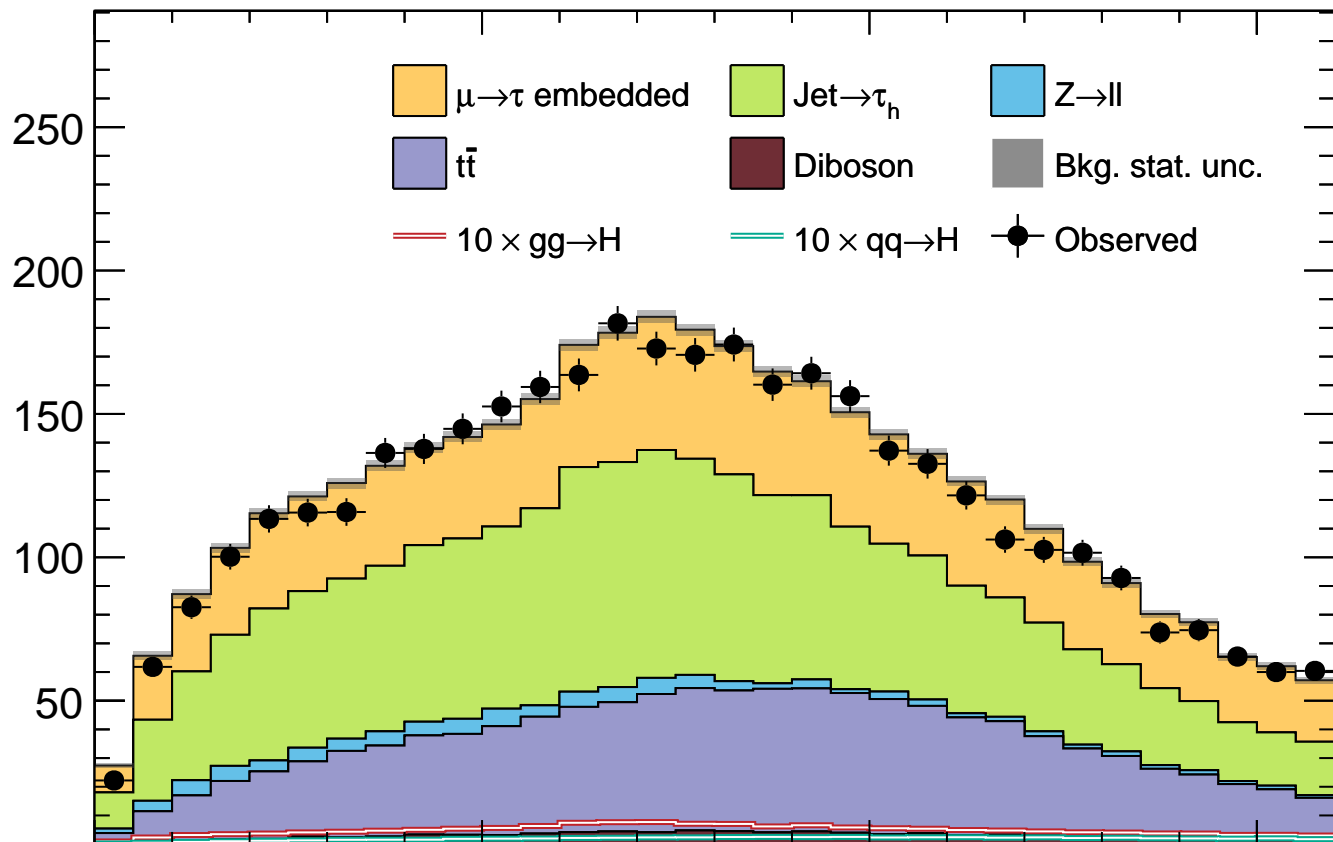 μ→τ embedded Jet→τₕ Z→ll
250
tt̄ Diboson Bkg. stat. unc.
10 × gg→H 10 × qq→H Observed
200
150
100
50